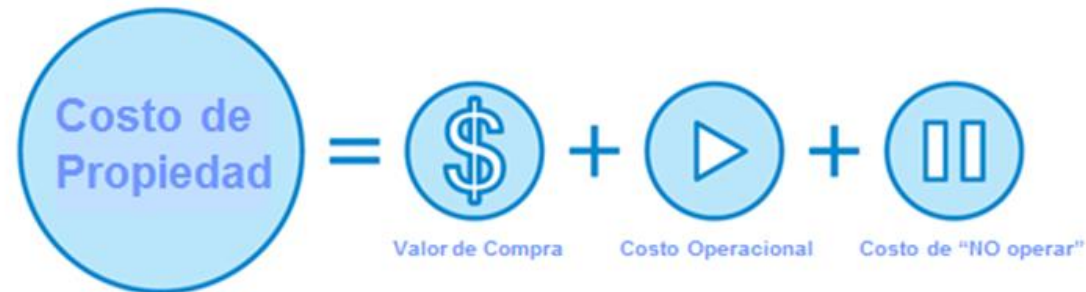 Costo de
Propiedad
=
$
+
+
Valor de Compra
Costo Operacional
Costo de “NO operar”